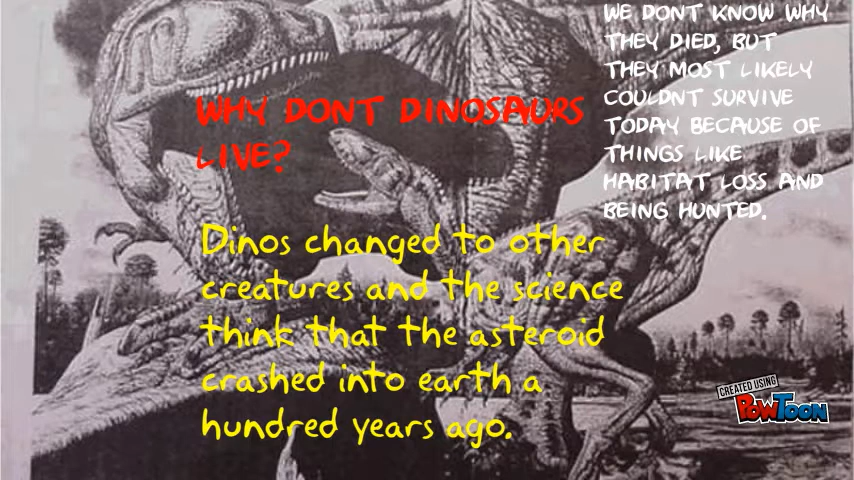 WE DONT KNOW WHY
THEY DIED, BUT
THEY MOST LIKELY
COULDNT SURVIVE
TODAY BECAUSE OF
THINGS LIKE
HABITAT LOSS AND
BEING HUNTED.
WHY DONT DINOSAURS
LIVE?
Dinos changed to other
creatures and the science
think that the asteroid
crashed into earth a
hundred years ago.
CREATED USING
POWTOON